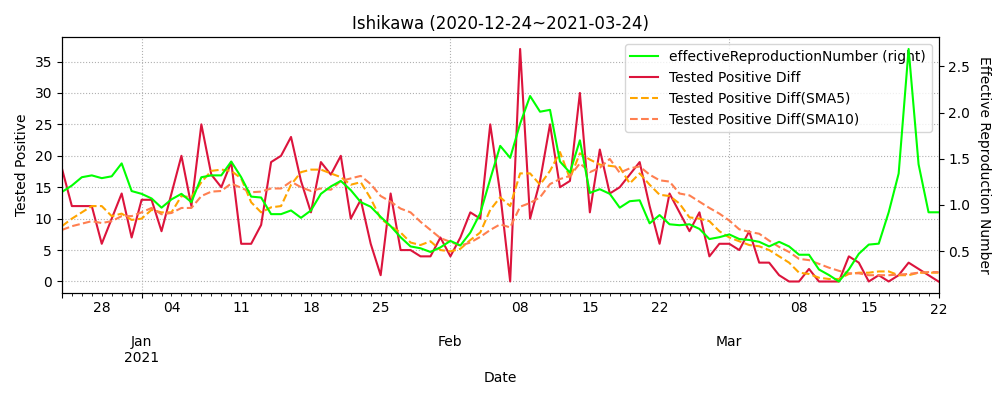 Ishikawa (2020-12-24~2021-03-24)
effectiveReproductionNumber (right)
Tested Positive Diff
Tested Positive Diff(SMA5)
Tested Positive Diff(SMA10)
Tested Positive
35
30
25
20
15
10
5
0
2.5
2.0
1.5
1.0
0.5
Effective Reproduction Number
28 04 11 18 25 08 15 22 08 15 22
Jan Feb Mar
2021
Date